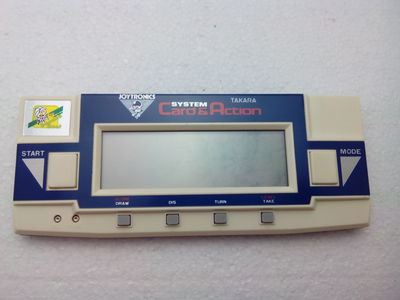 JOYTRONICS
SYSTEM
TAKARA
Card & Action
START
MODE
DRAW
DIS
TURN
TAKE